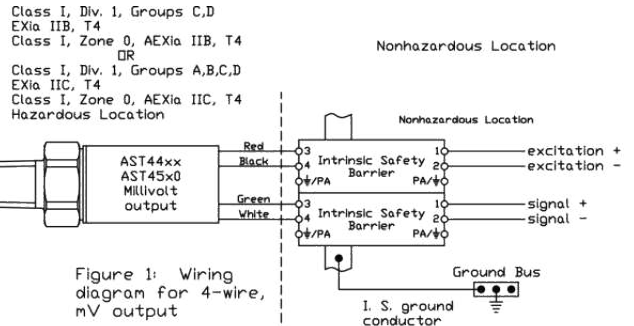 Class I, Div. 1, Groups C,D
EXia IIB, T4
Class I, Zone 0, AEXia IIB, T4
OR
Class I, Div. 1, Groups A,B,C,D
EXia IIC, T4
Class I, Zone 0, AEXia IIC, T4
Hazardous Location
Nonhazardous Location
Nonhazardous Location
AST44xx
AST45x0
Millivolt
output
Red
Black
Green
White
3
4
/PA
Intrinsic Safety
Barrier
1
2
PA/
excitation +
excitation -
3
4
/PA
Intrinsic Safety
Barrier
1
2
PA/
signal +
signal -
Figure 1: Wiring
diagram for 4-wire,
mV output
Ground Bus
I. S. ground
conductor